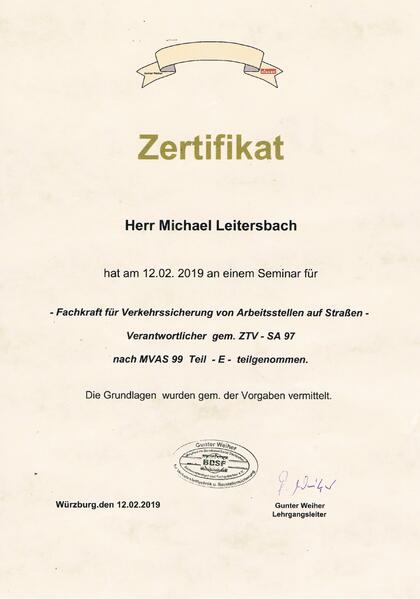 Gunter Weiher
Zertifikat
Herr Michael Leitersbach
hat am 12.02. 2019 an einem Seminar für
- Fachkraft für Verkehrssicherung von Arbeitsstellen auf Straßen -
Verantwortlicher gem. ZTV - SA 97
nach MVAS 99 Teil - E - teilgenommen.
Die Grundlagen wurden gem. der Vorgaben vermittelt.
Gunter Weiher
BDSF
Würzburg.den 12.02.2019
Gunter Weiher
Lehrgangsleiter